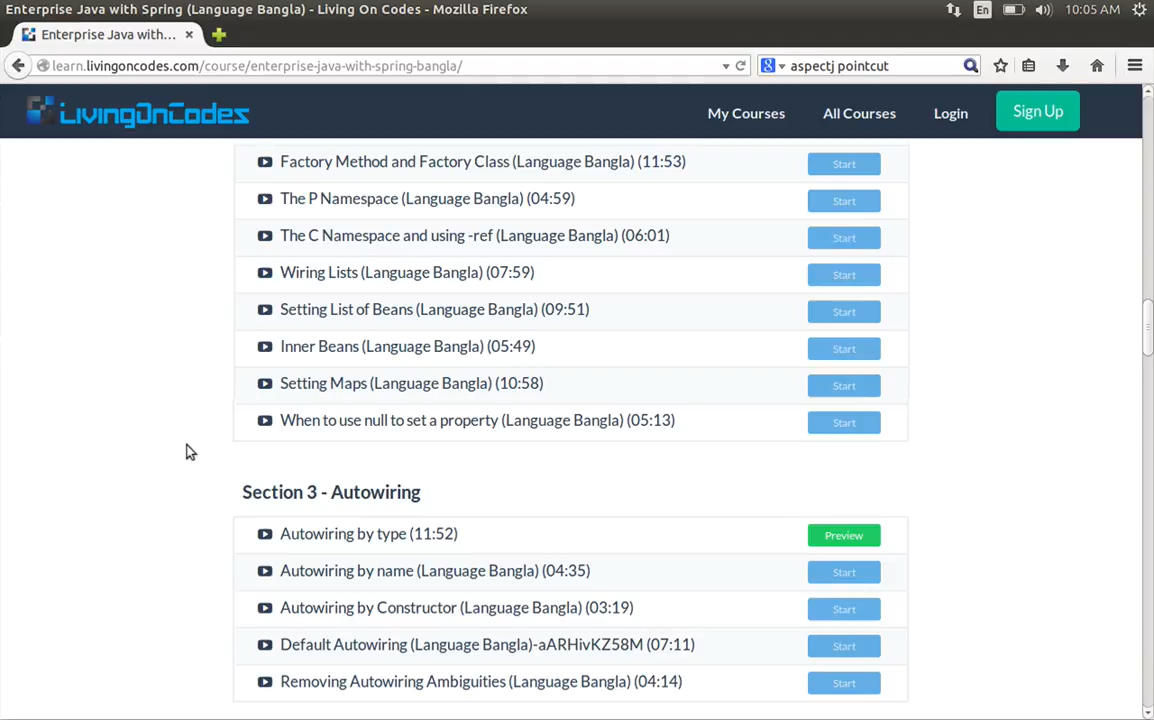 Enterprise Java with Spring (Language Bangla) - Living On Codes - Mozilla Firefox
En
10:05 AM
Enterprise Java with...
learn.livingoncodes.com/course/enterprise-java-with-spring-bangla/
aspectj pointcut
LivingOnCodes
My Courses
All Courses
Login
Sign Up
Factory Method and Factory Class (Language Bangla) (11:53)
Start
The P Namespace (Language Bangla) (04:59)
Start
The C Namespace and using -ref (Language Bangla) (06:01)
Start
Wiring Lists (Language Bangla) (07:59)
Start
Setting List of Beans (Language Bangla) (09:51)
Start
Inner Beans (Language Bangla) (05:49)
Start
Setting Maps (Language Bangla) (10:58)
Start
When to use null to set a property (Language Bangla) (05:13)
Start
Section 3 - Autowiring
Autowiring by type (11:52)
Preview
Autowiring by name (Language Bangla) (04:35)
Start
Autowiring by Constructor (Language Bangla) (03:19)
Start
Default Autowiring (Language Bangla)-aARHivKZ58M (07:11)
Start
Removing Autowiring Ambiguities (Language Bangla) (04:14)
Start